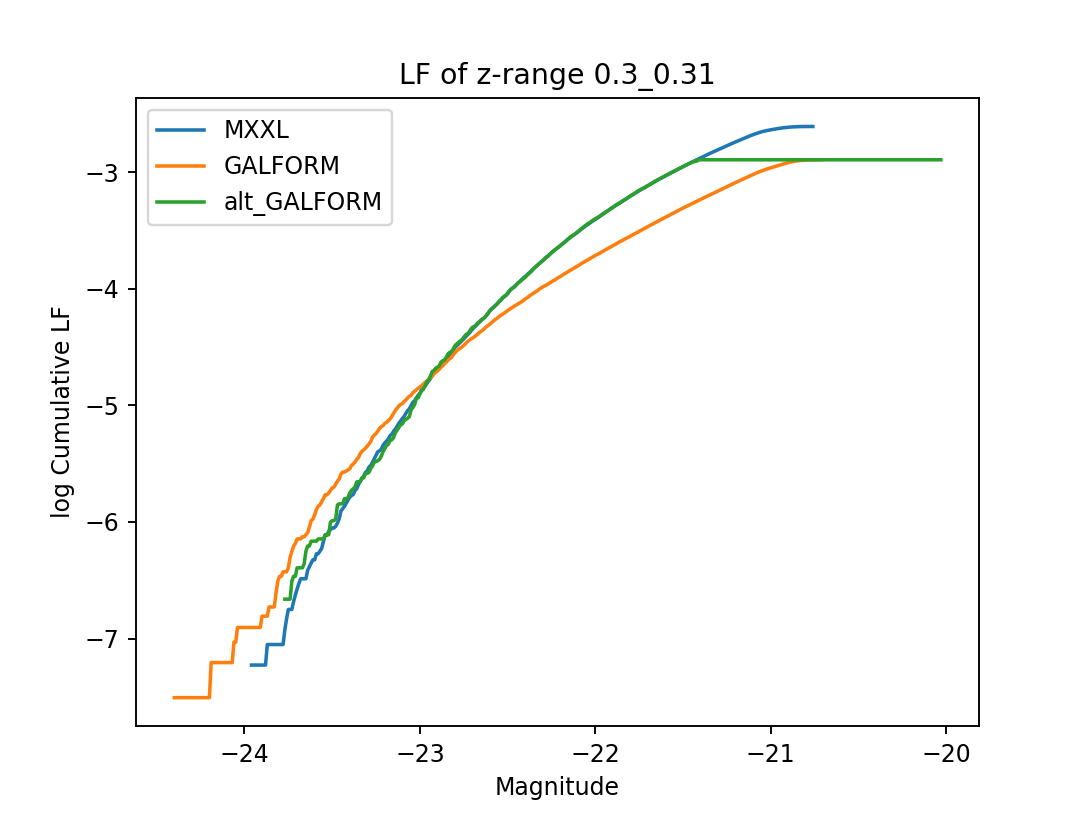 LF of z-range 0.3_0.31
MXXL
GALFORM
alt_GALFORM
−3
−4
−5
−6
−7
log Cumulative LF
−24
−23
−22
−21
−20
Magnitude